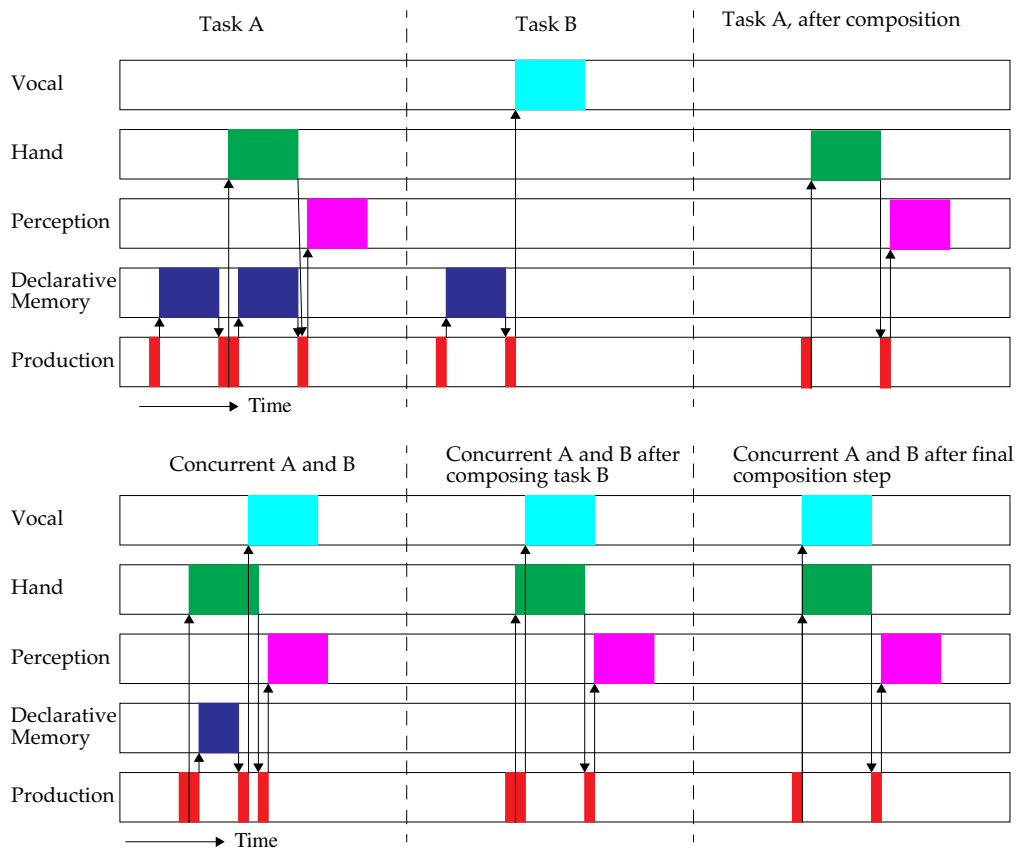 Task A
Task B
Task A, after composition
Vocal
Hand
Perception
Declarative
Memory
Production
Time
Concurrent A and B
Concurrent A and B after
composing task B
Concurrent A and B after final
composition step
Vocal
Hand
Perception
Declarative
Memory
Production
Time